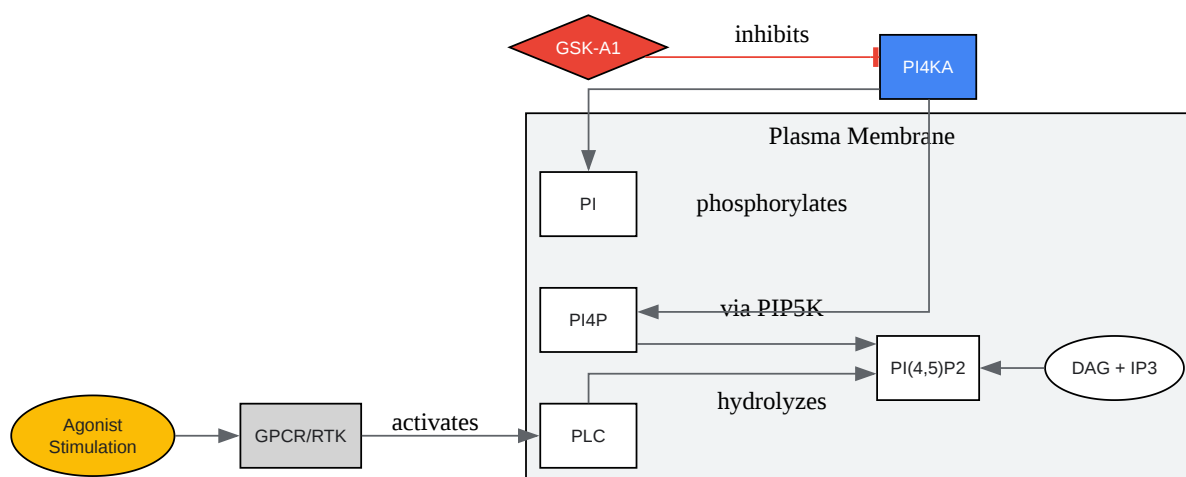 inhibits
GSK-A1
PI4KA
Plasma Membrane
PI
phosphorylates
PI4P
via PIP5K
PI(4,5)P2
DAG + IP3
hydrolyzes
Agonist
Stimulation
GPCR/RTK
activates
PLC